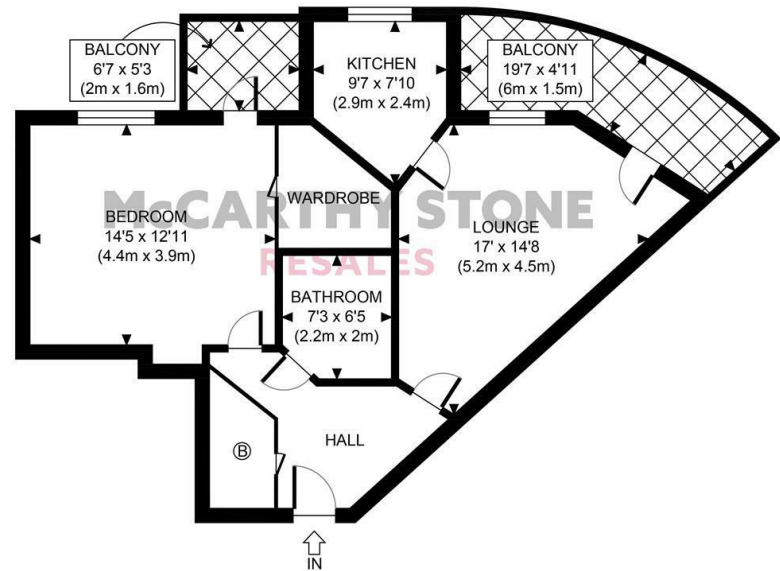 BALCONY
6'7 x 5'3
(2m x 1.6m)
KITCHEN
9'7 x 7'10
(2.9m x 2.4m)
BALCONY
19'7 x 4'11
(6m x 1.5m)
WARDROBE
McCARTHY STONE
RESALES
BEDROOM
14'5 x 12'11
(4.4m x 3.9m)
LOUNGE
17' x 14'8
(5.2m x 4.5m)
BATHROOM
7'3 x 6'5
(2.2m x 2m)
HALL
B
IN